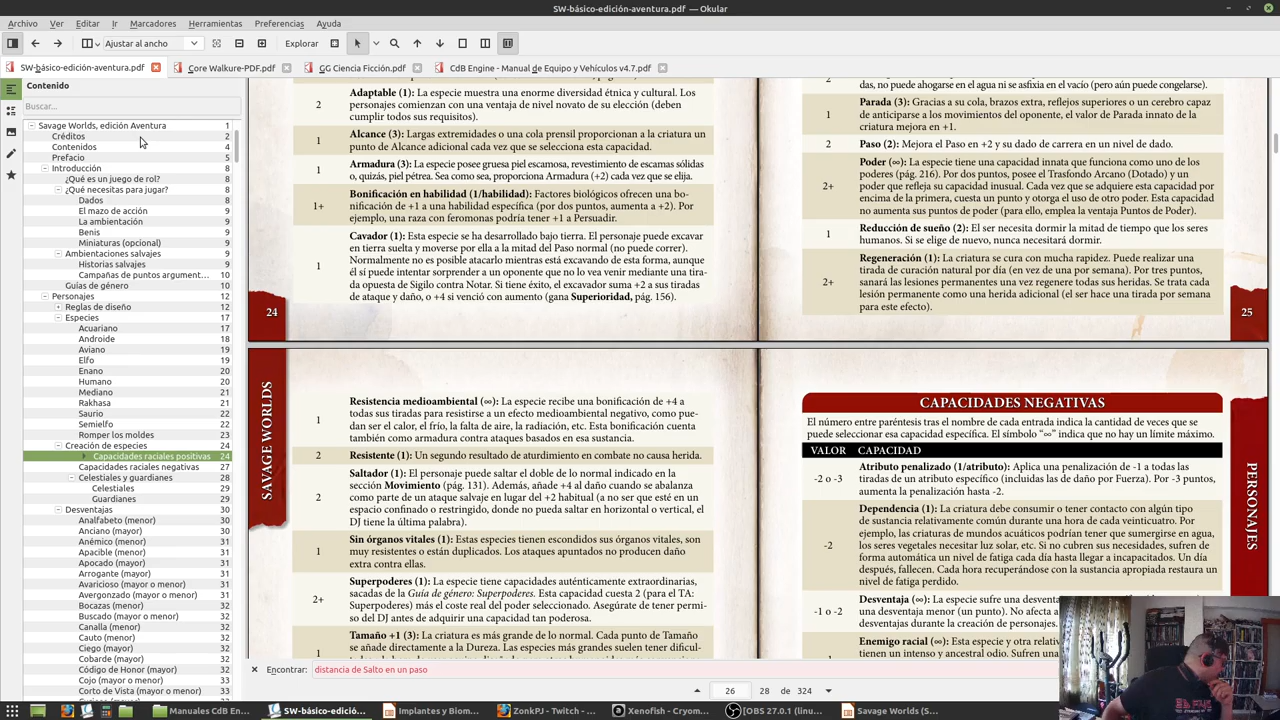 SW-básico-edición-aventura.pdf — Okular
Archivo Ver Editar Ir Marcadores Herramientas Preferencias Ayuda
Ajustar al ancho Explorar
SW-básico-edición-aventura.pdf Core Walkure-PDF.pdf GG Ciencia Ficción.pdf CdB Engine - Manual de Equipo y Vehículos v4.7.pdf
Contenido
Buscar...
Savage Worlds, edición Aventura 1
Créditos 2
Contenidos 4
Prefacio 5
Introducción 8
¿Qué es un juego de rol? 8
¿Qué necesitas para jugar? 8
Dados 8
El mazo de acción 9
La ambientación 9
Benis 9
Miniaturas (opcional) 9
Ambientaciones salvajes 9
Historias salvajes 9
Campañas de puntos argument... 10
Guías de género 10
Personajes
Reglas de diseño
Especies 17
Acuariano 17
Androide 18
Aviano 19
Elfo 19
Enano 20
Humano 20
Mediano 21
Rakhasa 21
Saurio 22
Semielfo 22
Romper los moldes 23
Creación de especies 24
Capacidades raciales positivas 24
Capacidades raciales negativas 27
Celestiales y guardianes 28
Celestiales 28
Guardianes 28
Desventajas 30
Analfabeto (menor) 30
Anciano (mayor) 30
Anémico (menor) 31
Apacible (menor) 31
Apocado (mayor) 31
Arrogante (mayor) 31
Avaricioso (mayor o menor) 31
Avergonzado (mayor o menor) 31
Bocazas (menor) 32
Buscado (mayor o menor) 32
Canalla (menor) 32
Cauto (menor) 32
Ciego (mayor) 32
Cobarde (mayor) 32
Código de Honor (mayor) 32
Cojo (mayor o menor) 32
Corto de Vista (mayor o menor) 32
2 Adaptable (1): La especie muestra una enorme diversidad étnica y cultural. Los
personajes comienzan con una ventaja de nivel novato de su elección (deben
cumplir todos sus requisitos).
1 Alcance (3): Largas extremidades o una cola prensil proporcionan a la criatura un
punto de Alcance adicional cada vez que se selecciona esta capacidad.
1 Armadura (3): La especie posee gruesa piel escamosa, revestimiento de escamas sólidas
o, quizás, piel pétrea. Sea como sea, proporciona Armadura (+2) cada vez que se elija.
1+ Bonificación en habilidad (1/habilidad): Factores biológicos ofrecen una bo-
nificación de +1 a una habilidad específica (por dos puntos, aumenta a +2). Por
ejemplo, una raza con feromonas podría tener +1 a Persuadir.
1 Cavador (1): Esta especie se ha desarrollado bajo tierra. El personaje puede excavar
en tierra suelta y moverse por ella a la mitad del Paso normal (no puede correr).
Normalmente no es posible atacarlo mientras está excavando de esta forma, aunque
él sí puede intentar sorprender a un oponente que no lo vea venir mediante una tira-
da opuesta de Sigilo contra Notar. Si tiene éxito, el excavador suma +2 a sus tiradas
de ataque y daño, o +4 si venció con aumento (gana Superioridad, pág. 156).
24
2 das, no puede ahogarse en el agua ni se asfixia en el vacío (pero aún puede congelarse).
1 Parada (3): Gracias a su cola, brazos extra, reflejos superiores o un cerebro capaz
de anticiparse a los movimientos del oponente, el valor de Parada innato de la
criatura mejora en +1.
2 Paso (2): Mejora el Paso en +2 y su dado de carrera en un nivel de dado.
2+ Poder (∞): La especie tiene una capacidad innata que funciona como uno de los
poderes (pág. 216). Por dos puntos, posee el Trasfondo Arcano (Dotado) y un
poder que refleja su capacidad inusual. Cada vez que se adquiere esta capacidad por
encima de la primera, cuesta un punto y otorga el uso de otro poder. Esta capacidad
no aumenta sus puntos de poder (para ello, emplea la ventaja Puntos de Poder).
1 Reducción de sueño (2): El ser necesita dormir la mitad de tiempo que los seres
humanos. Si se elige de nuevo, nunca necesitará dormir.
2+ Regeneración (1): La criatura se cura con mucha rapidez. Puede realizar una
tirada de curación natural por día (en vez de una por semana). Por tres puntos,
sanará las lesiones permanentes una vez regenere todas sus heridas. Se trata cada
lesión permanente como una herida adicional (el ser hace una tirada por semana
para este efecto).
25
SAVAGE WORLDS
1 Resistencia medioambiental (∞): La especie recibe una bonificación de +4 a
todas sus tiradas para resistirse a un efecto medioambiental negativo, como pue-
dan ser el calor, el frío, la falta de aire, la radiación, etc. Esta bonificación cuenta
también como armadura contra ataques basados en esa sustancia.
2 Resistente (1): Un segundo resultado de aturdimiento en combate no causa herida.
2 Saltador (1): El personaje puede saltar el doble de lo normal indicado en la
sección Movimiento (pág. 131). Además, añade +4 al daño cuando se abalanza
como parte de un ataque salvaje en lugar del +2 habitual (a no ser que esté en un
espacio confinado o restringido, donde no pueda saltar en horizontal o vertical, el
DJ tiene la última palabra).
1 Sin órganos vitales (1): Estas especies tienen escondidos sus órganos vitales, son
muy resistentes o están duplicados. Los ataques apuntados no producen daño
extra contra ellas.
2+ Superpoderes (1): La especie tiene capacidades auténticamente extraordinarias,
sacadas de la Guía de género: Superpoderes. Esta capacidad cuesta 2 (para el TA:
Superpoderes) más el coste real del poder seleccionado. Asegúrate de tener permi-
so del DJ antes de adquirir una capacidad tan poderosa.
1 Tamaño +1 (3): La criatura es más grande de lo normal. Cada punto de Tamaño
se añade directamente a la Dureza. Las especies más grandes suelen tener dificul-
CAPACIDADES NEGATIVAS
El número entre paréntesis tras el nombre de cada entrada indica la cantidad de veces que se
puede seleccionar esa capacidad específica. El símbolo “∞” indica que no hay un límite máximo.
VALOR CAPACIDAD
-2 o -3 Atributo penalizado (1/atributo): Aplica una penalización de -1 a todas las
tiradas de un atributo específico (incluidas las de daño por Fuerza). Por -3 puntos,
aumenta la penalización hasta -2.
-2 Dependencia (1): La criatura debe consumir o tener contacto con algún tipo
de sustancia relativamente común durante una hora de cada veinticuatro. Por
ejemplo, las criaturas de mundos acuáticos podrían tener que sumergirse en agua,
los seres vegetales necesitar luz solar, etc. Si no cubren sus necesidades, sufren de
forma automática un nivel de fatiga cada día hasta llegar a incapacitados. Un día
después, fallecen. Cada hora recuperándose con la sustancia apropiada restaura un
nivel de fatiga perdido.
-1 o -2 Desventaja (∞): La especie sufre una desventa
una desventaja menor (un punto). No afecta a
desventajas durante la creación de personajes.
Enemigo racial (∞): Esta especie y otra relativ
tienen un intenso y ancestral odio. Sufren una
PERSONAJES
Encontrar: distancia de Salto en un paso
26 28 de 324
Manuales CdB En... SW-básico-edició... Implantes y Biom... ZonkPJ - Twitch - ... Xenofish — Cryom... [OBS 27.0.1 (linu... Savage Worlds (S...